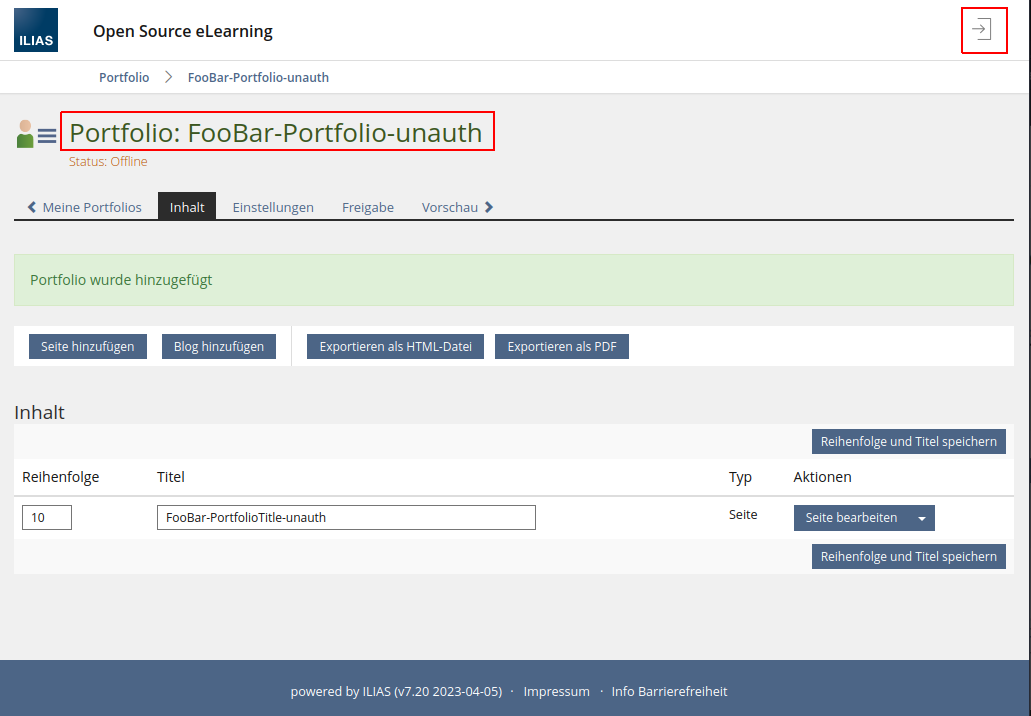 ILIAS
Open Source eLearning
Portfolio FooBar-Portfolio-unauth
Portfolio: FooBar-Portfolio-unauth
Status: Offline
Meine Portfolios Inhalt Einstellungen Freigabe Vorschau
Portfolio wurde hinzugefügt
Seite hinzufügen Blog hinzufügen Exportieren als HTML-Datei Exportieren als PDF
Inhalt
Reihenfolge und Titel speichern
Reihenfolge Titel Typ Aktionen
10 FooBar-PortfolioTitle-unauth Seite Seite bearbeiten
Reihenfolge und Titel speichern
powered by ILIAS (v7.20 2023-04-05) · Impressum · Info Barrierefreiheit